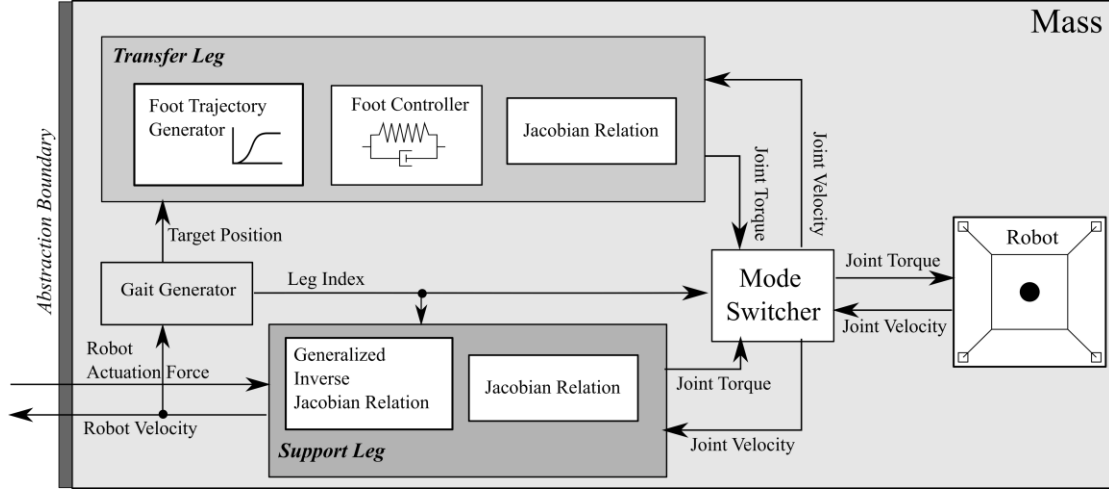 Mass
Abstraction Boundary
Transfer Leg
Foot Trajectory
Generator
Foot Controller
Jacobian Relation
Joint Torque
Joint Velocity
Target Position
Gait Generator
Leg Index
Mode
Switcher
Joint Torque
Joint Velocity
Robot
Robot
Actuation Force
Robot Velocity
Generalized
Inverse
Jacobian Relation
Jacobian Relation
Support Leg
Joint Torque
Joint Velocity